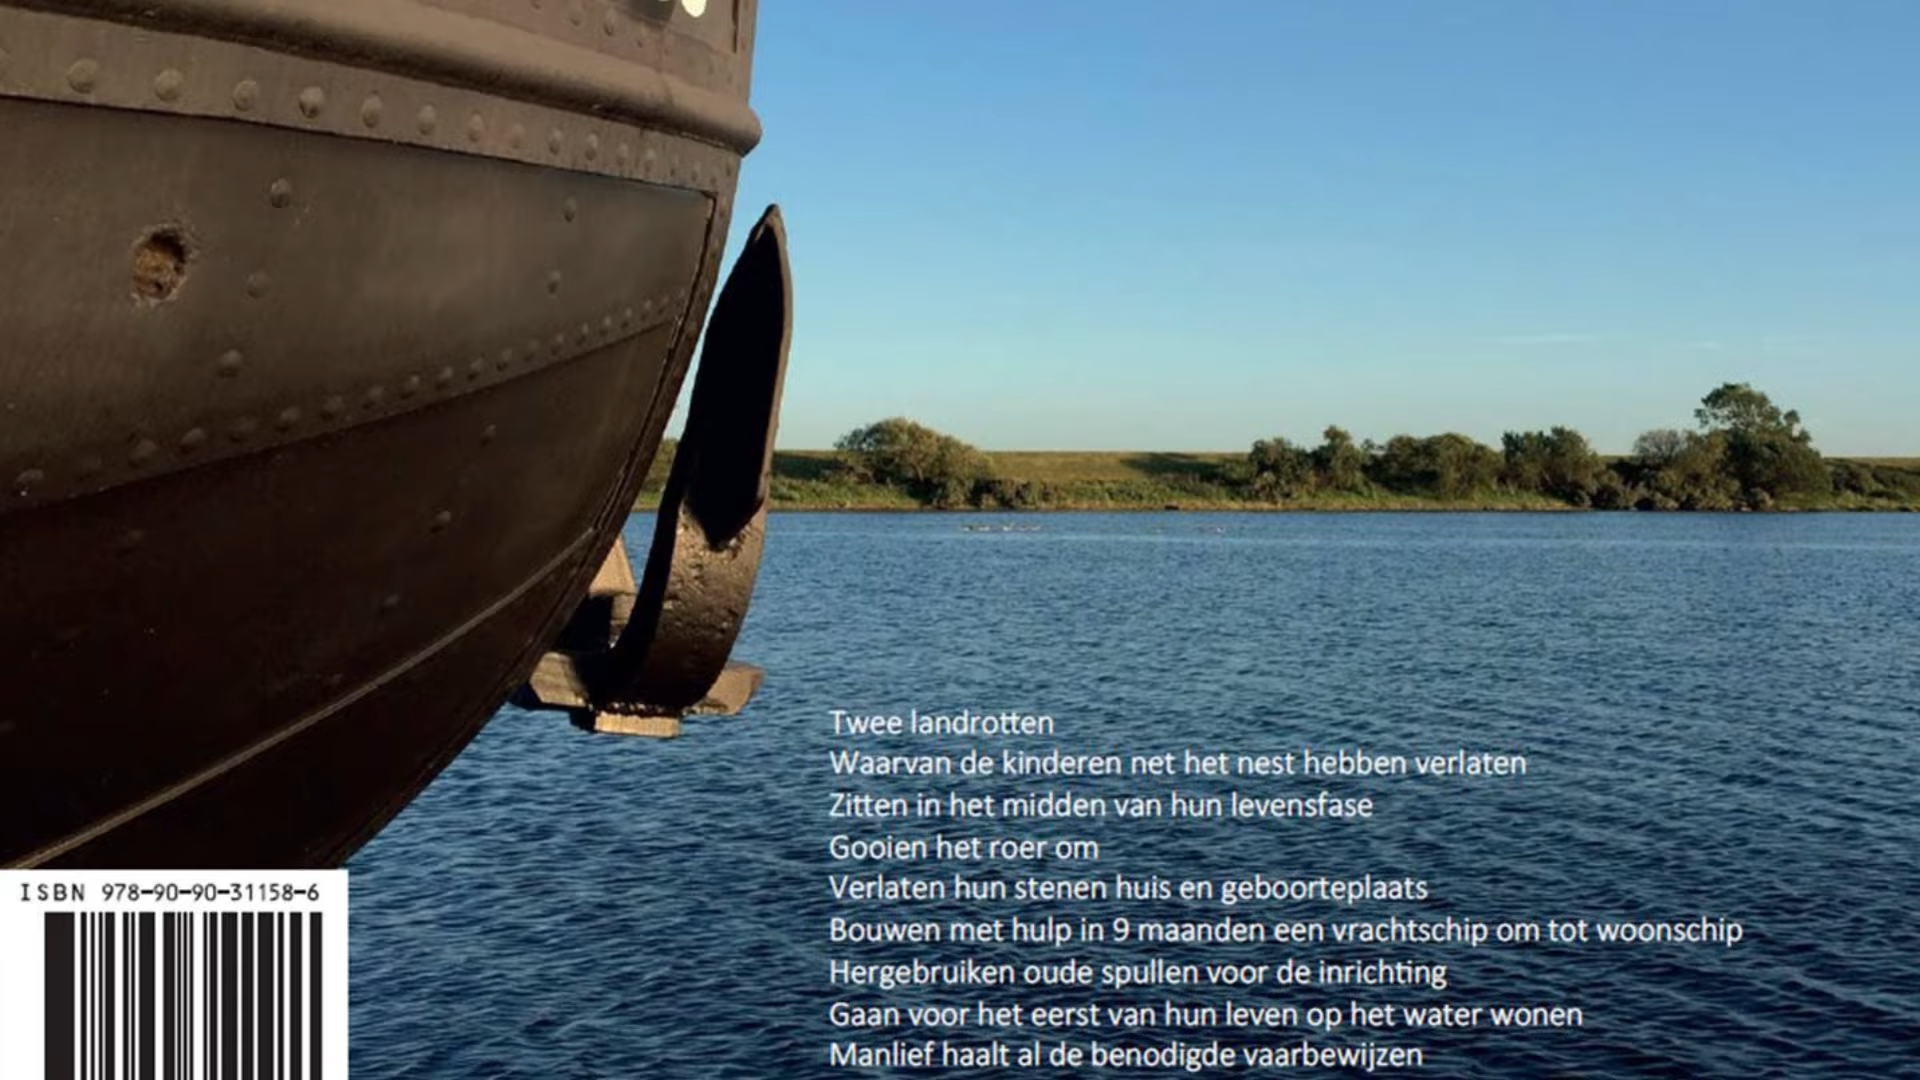 Twee landrotten
Waarvan de kinderen net het nest hebben verlaten
Zitten in het midden van hun levensfase
Gooien het roer om
Verlaten hun stenen huis en geboorteplaats
Bouwen met hulp in 9 maanden een vrachtschip om tot woonschip
Hergebruiken oude spullen voor de inrichting
Gaan voor het eerst van hun leven op het water wonen
Manlief haalt al de benodigde vaarbewijzen
ISBN 978-90-90-31158-6